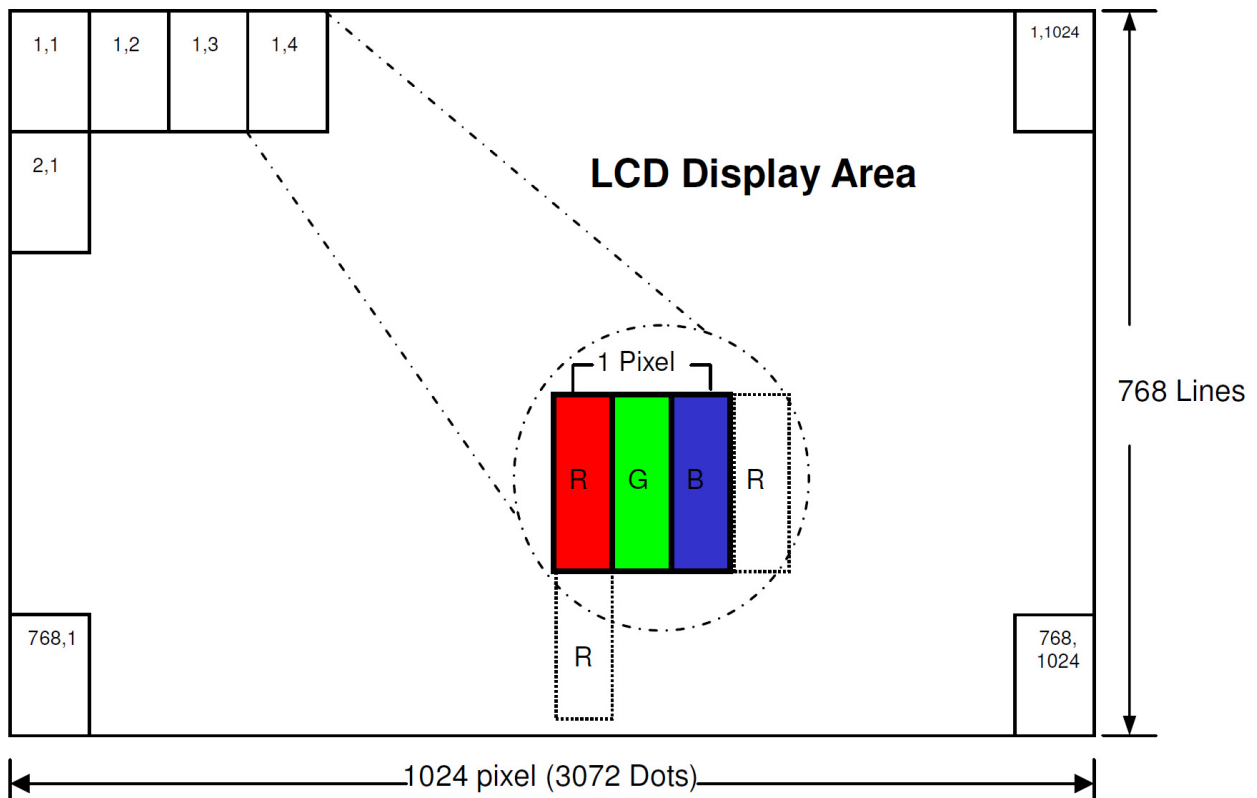 1,1
1,2
1,3
1,4
1,1024
2,1
LCD Display Area
1 Pixel
768 Lines
R
G
B
R
R
768,1
768,
1024
1024 pixel (3072 Dots)